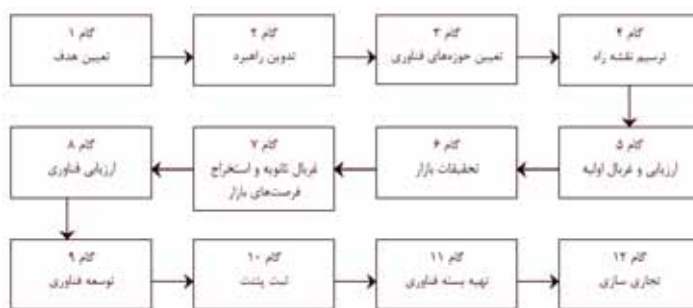 گام ۱
تعیین هدف
گام ۲
تدوین راهبرد
گام ۳
تعیین حوزه‌های فناوری
گام ۴
ترسیم نقشه راه
گام ۵
ارزیابی و غربال اولیه
گام ۶
تحقیقات بازار
گام ۷
غربال ثانویه و استخراج
فرصت‌های بازار
گام ۸
ارزیابی فناوری
گام ۹
توسعه فناوری
گام ۱۰
ثبت پتنت
گام ۱۱
تهیه بسته فناوری
گام ۱۲
تجاری سازی